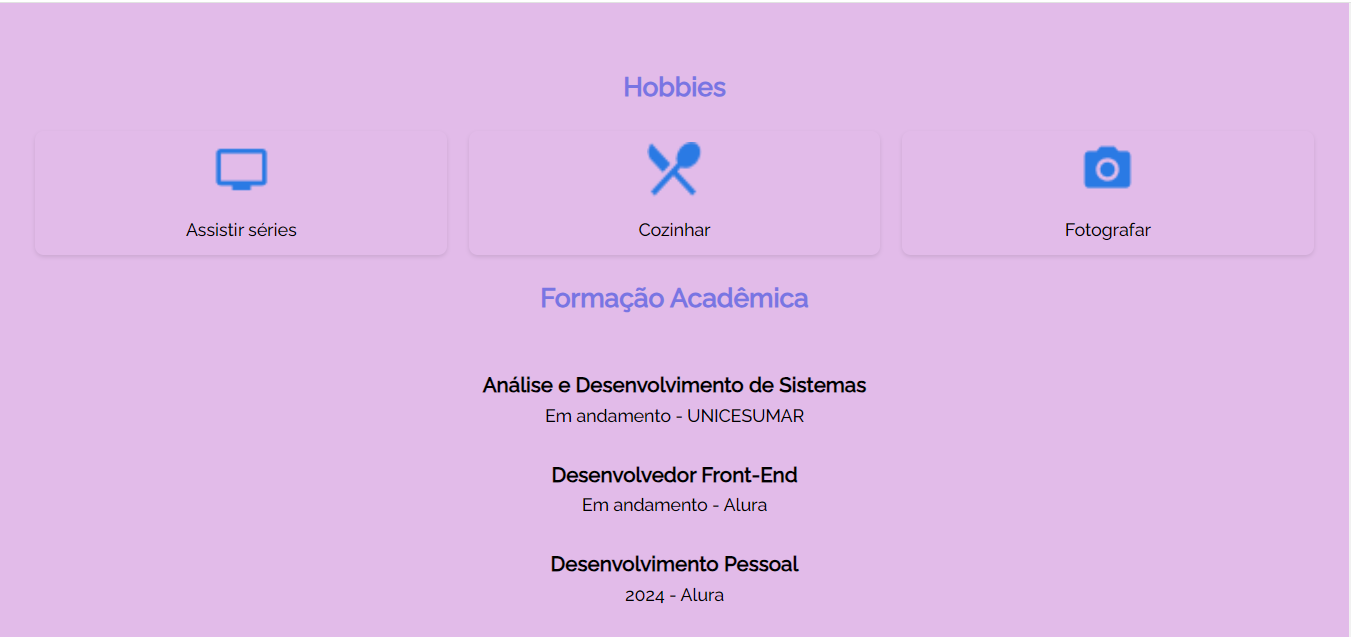 Hobbies
Assistir séries
Cozinhar
Fotografar
Formação Acadêmica
Análise e Desenvolvimento de Sistemas
Em andamento - UNICESUMAR
Desenvolvedor Front-End
Em andamento - Alura
Desenvolvimento Pessoal
2024 - Alura